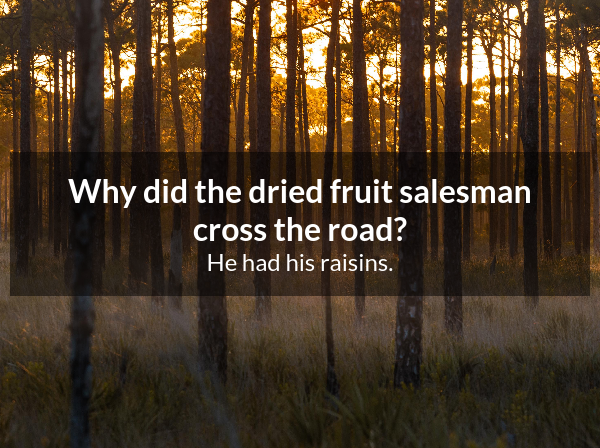 Why did the dried fruit salesman
cross the road?
He had his raisins.